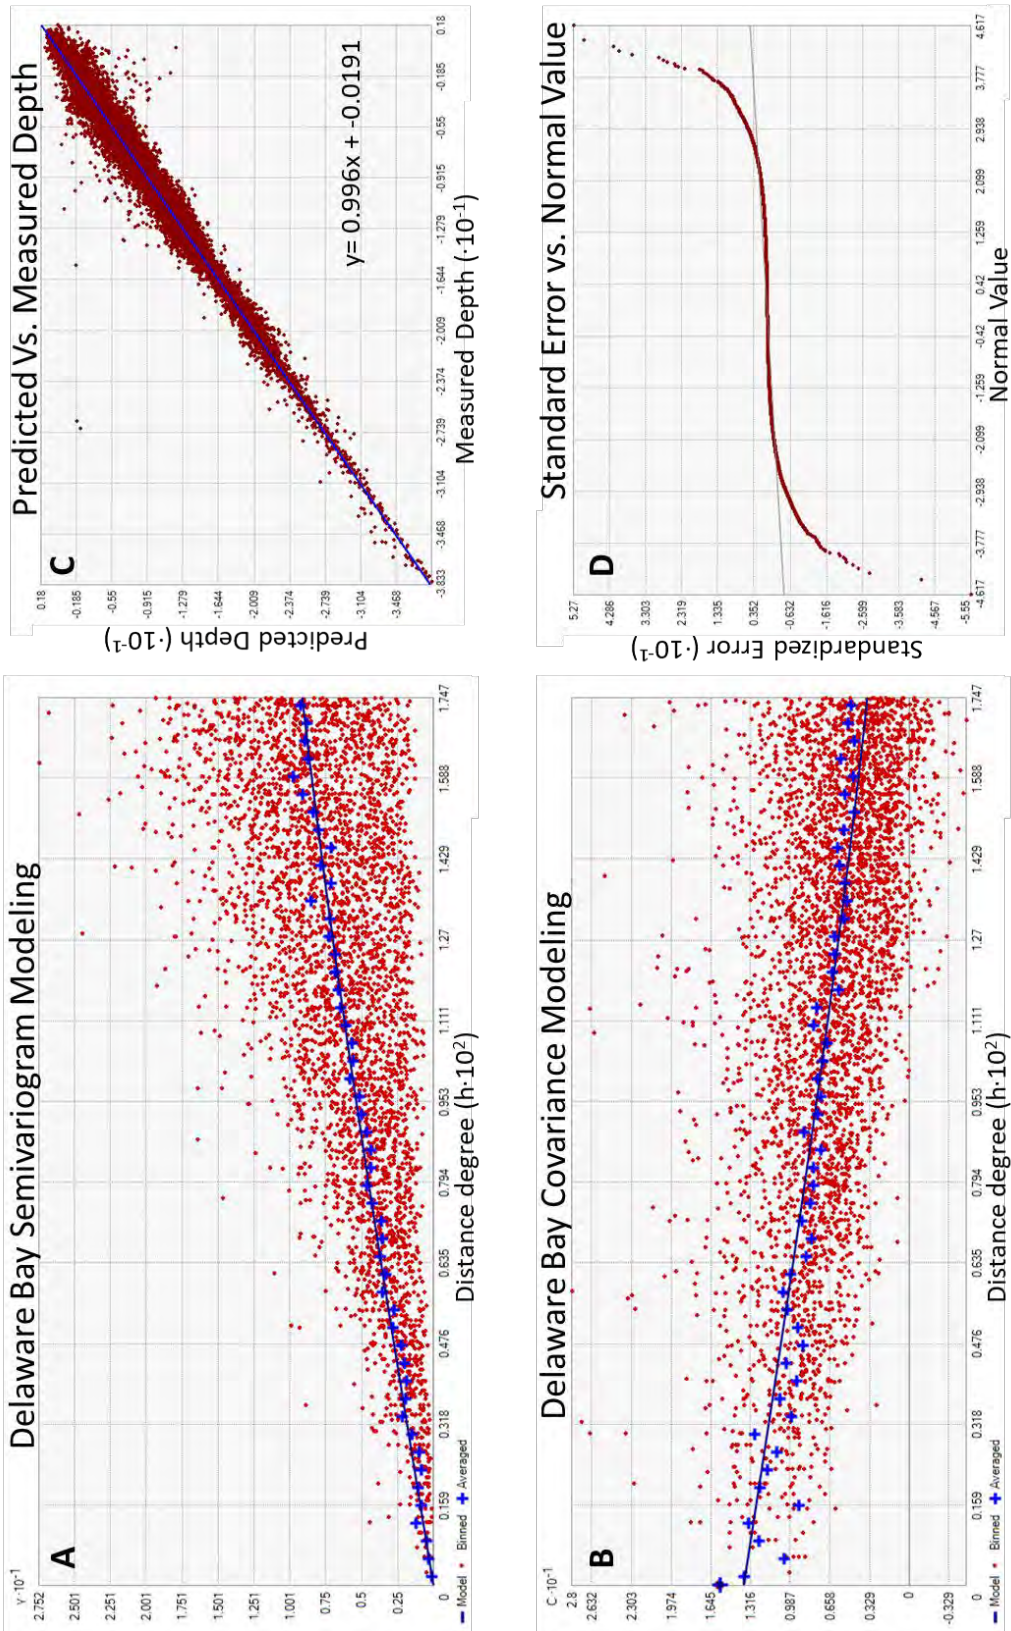 Delaware Bay Semivariogram Modeling
A
γ·10⁻¹
2.752
2.501
2.251
2.001
1.751
1.501
1.251
1.001
0.75
0.5
0.25
0 0.159 0.318 0.476 0.635 0.794 0.953 1.111 1.27 1.429 1.588 1.747
Distance degree (h·10²)
Model Binned Averaged
Predicted Vs. Measured Depth
C
Predicted Depth (·10⁻¹)
0.18
-0.185
-0.55
-0.915
-1.279
-1.644
-2.009
-2.374
-2.739
-3.104
-3.468
-3.833 -3.468 -3.104 -2.739 -2.374 -2.009 -1.644 -1.279 -0.915 -0.55 -0.185 0.18
y= 0.996x + -0.0191
Measured Depth (·10⁻¹)
Delaware Bay Covariance Modeling
B
C·10⁻¹
2.8
2.632
2.303
1.974
1.645
1.316
0.987
0.658
0.329
0
-0.329
0 0.159 0.318 0.476 0.635 0.794 0.953 1.111 1.27 1.429 1.588 1.747
Distance degree (h·10²)
Model Binned Averaged
Standard Error vs. Normal Value
D
Standardized Error (·10⁻¹)
5.27
4.286
3.303
2.319
1.335
0.352
-0.632
-1.616
-2.599
-3.583
-4.567
-5.55
-4.617 -3.777 -2.938 -2.099 -1.259 -0.42 0.42 1.259 2.099 2.938 3.777 4.617
Normal Value